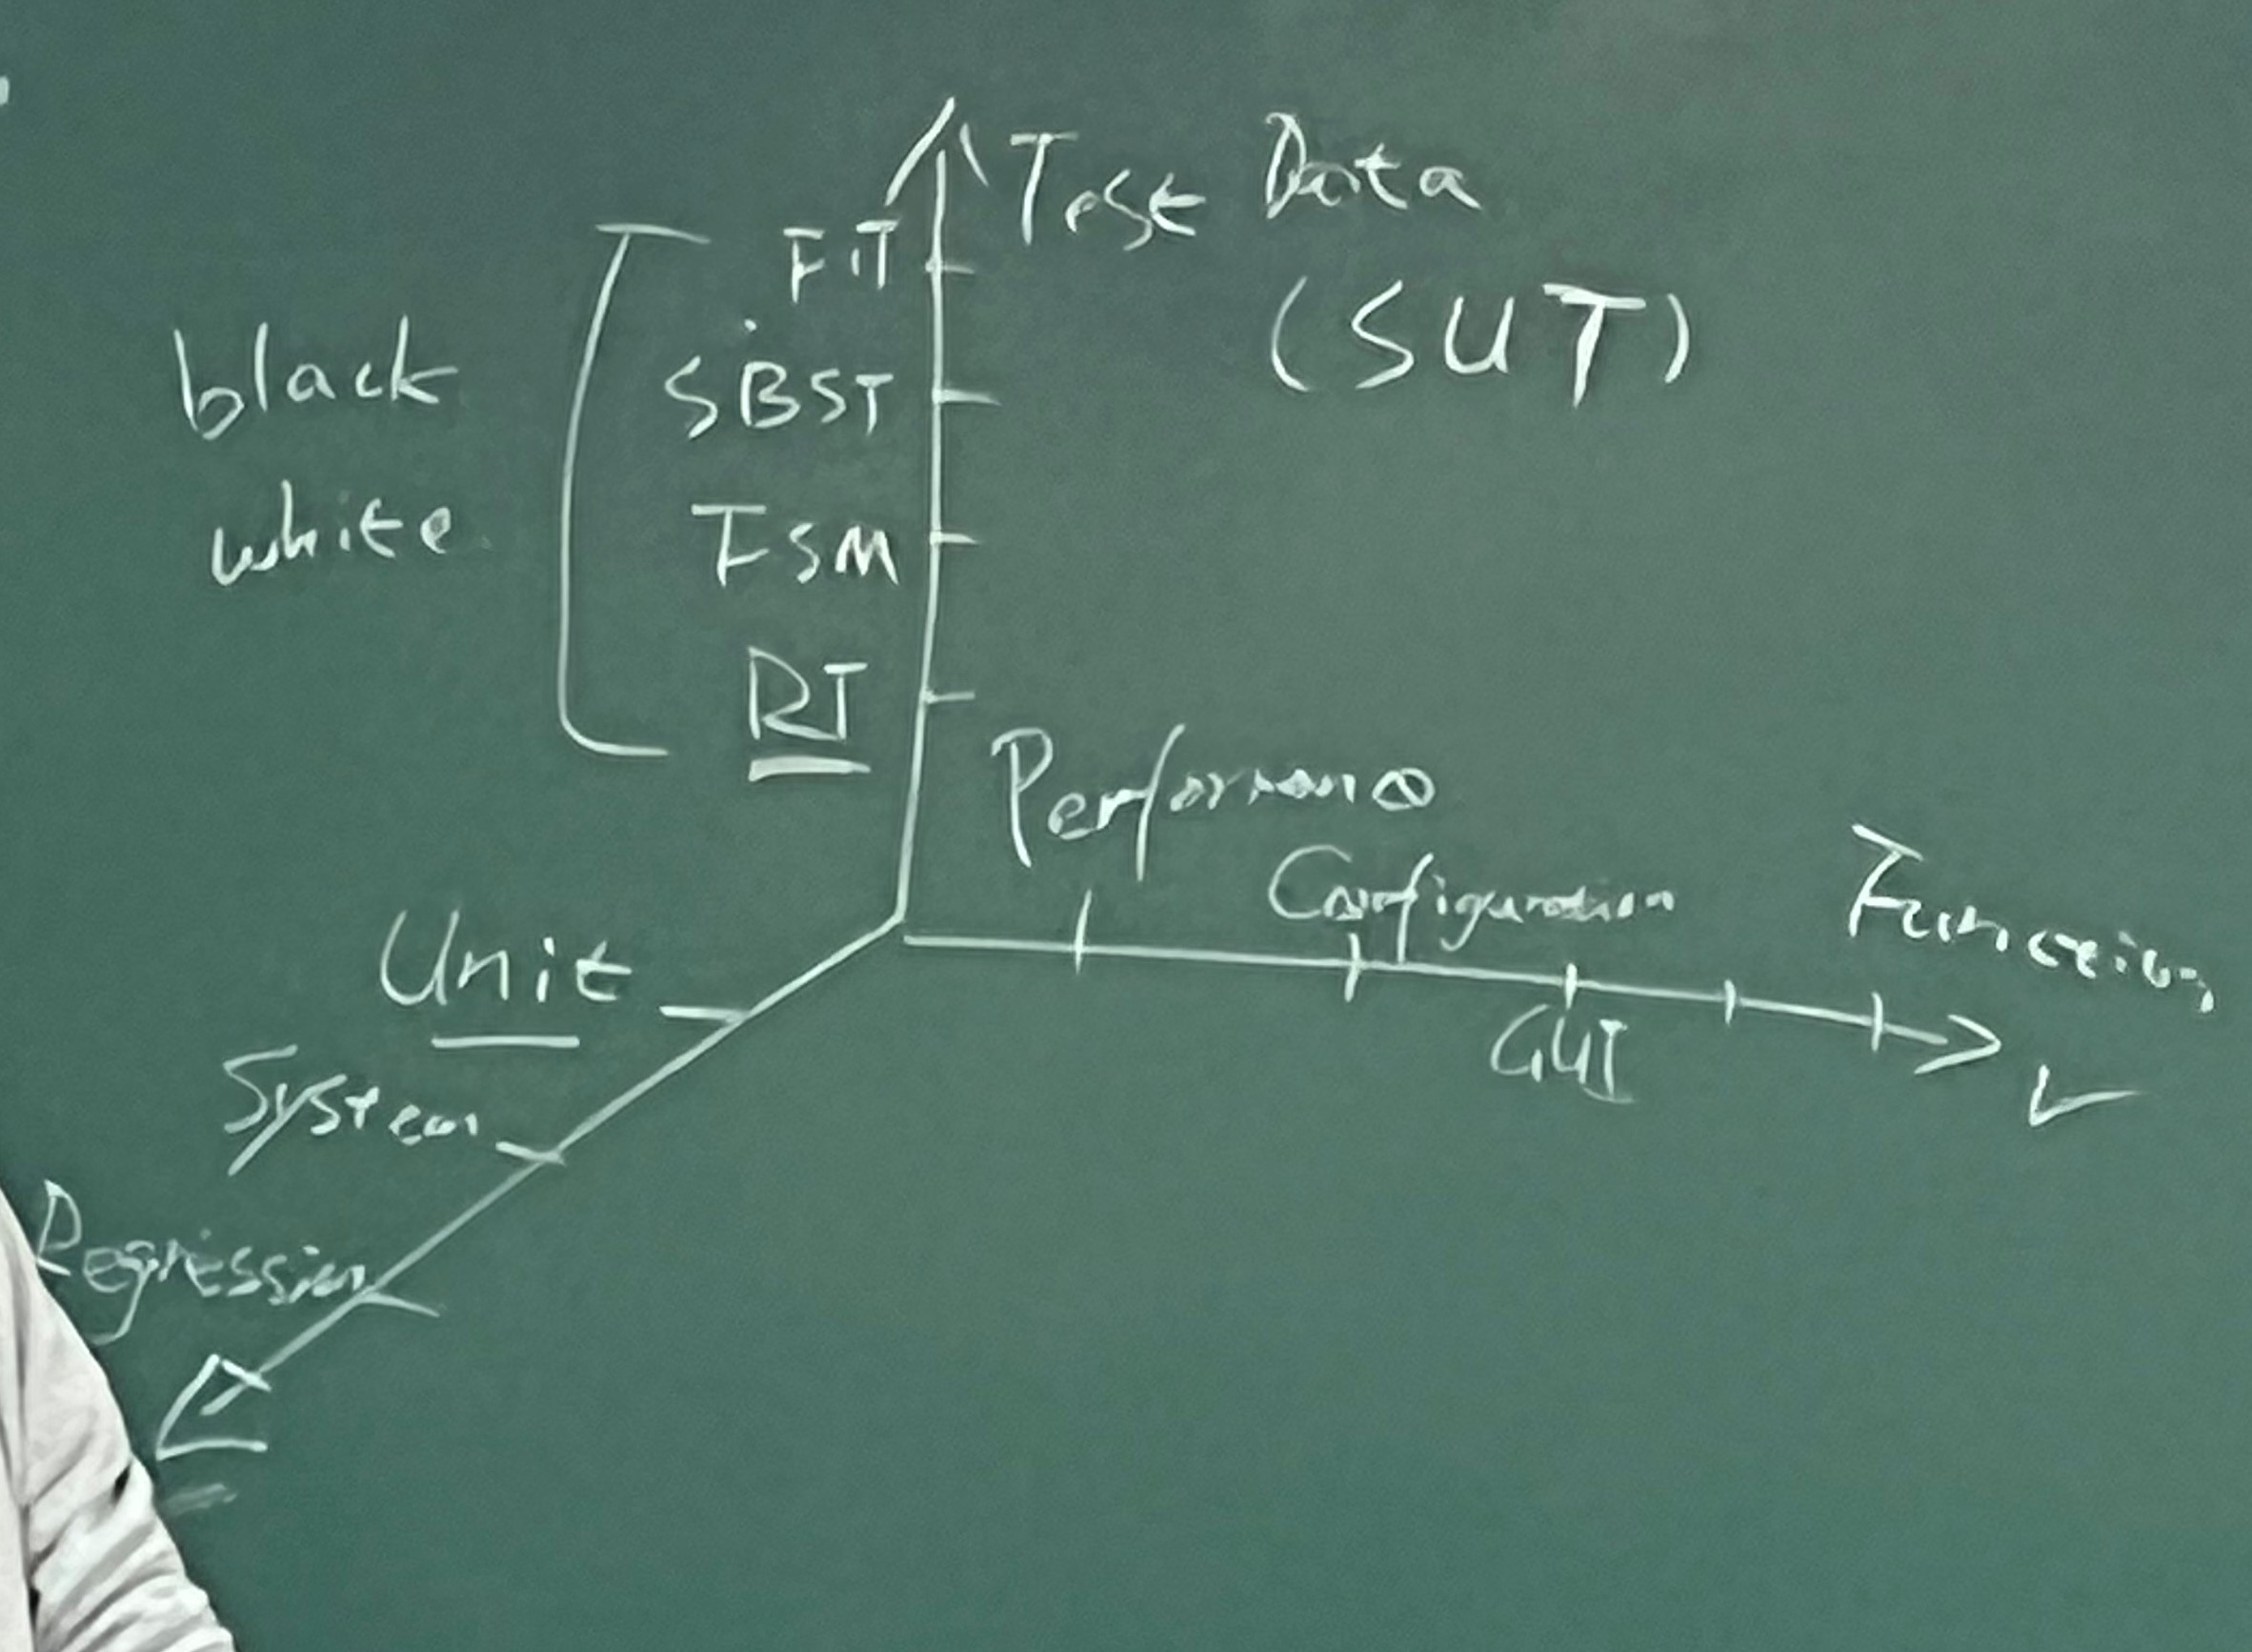 Test Data
(SUT)
FIT
SBST
FSM
RT
black
white
Performance
Configuration
GUI
Function
Unit
System
Regression